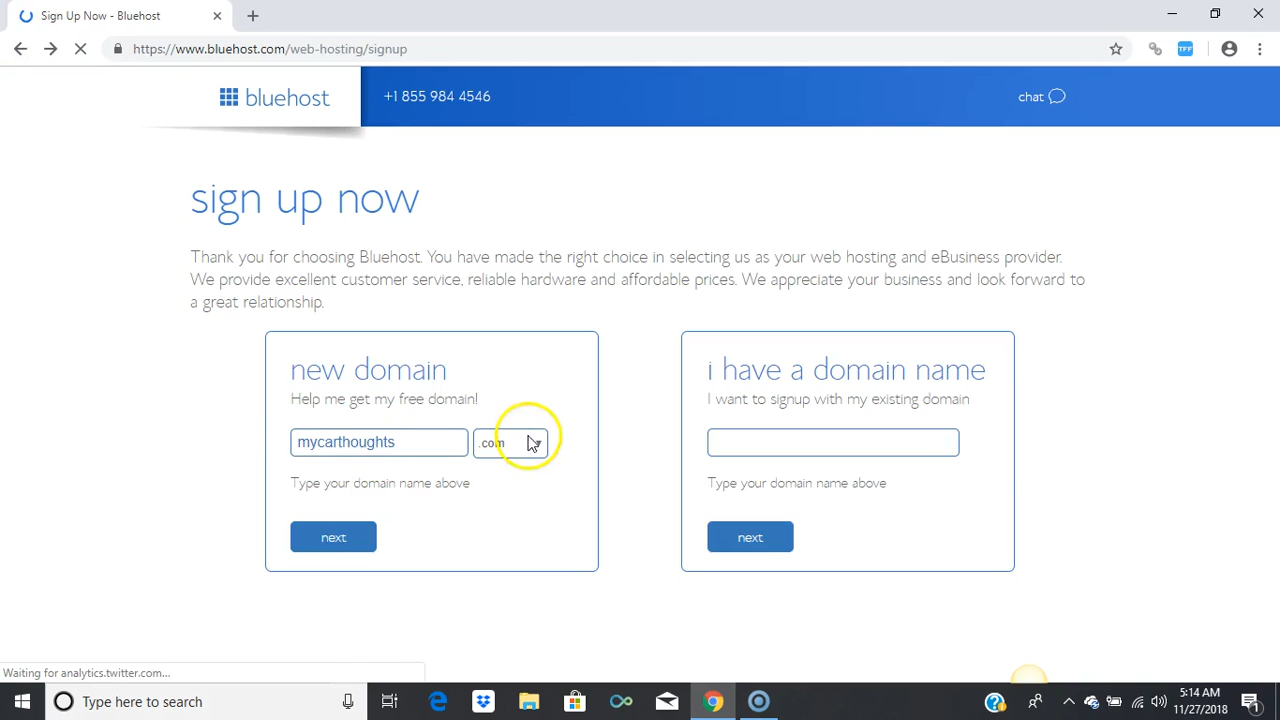 Sign Up Now - Bluehost
https://www.bluehost.com/web-hosting/signup
TFF
bluehost
+1 855 984 4546
chat
sign up now
Thank you for choosing Bluehost. You have made the right choice in selecting us as your web hosting and eBusiness provider.
We provide excellent customer service, reliable hardware and affordable prices. We appreciate your business and look forward to
a great relationship.
new domain
Help me get my free domain!
mycarthoughts
.com
Type your domain name above
next
i have a domain name
I want to signup with my existing domain
Type your domain name above
next
Waiting for analytics.twitter.com...
Type here to search
5:14 AM
11/27/2018
1